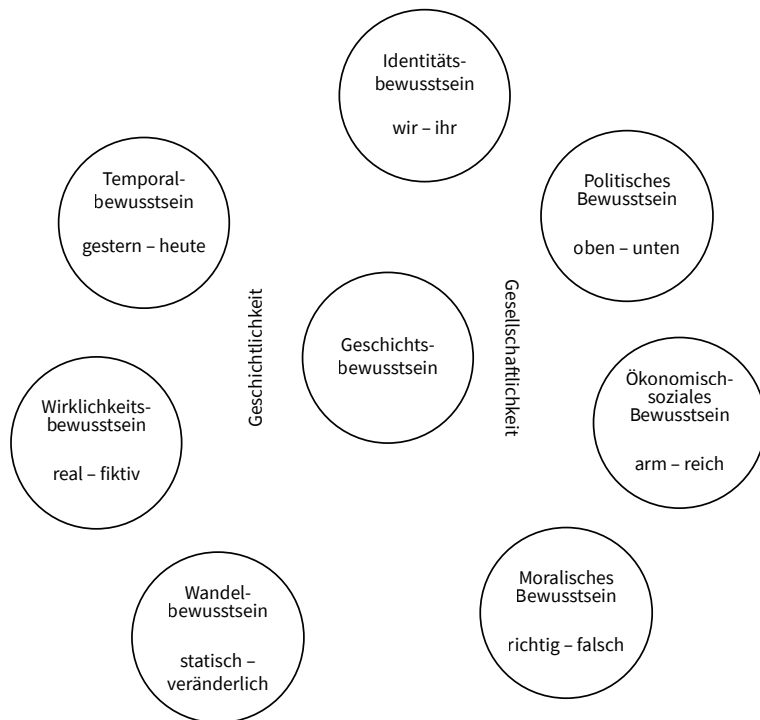 Identitäts-
bewusstsein
wir – ihr
Temporal-
bewusstsein
gestern – heute
Politisches
Bewusstsein
oben – unten
Geschichtlichkeit
Geschichts-
bewusstsein
Gesellschaftlichkeit
Wirklichkeits-
bewusstsein
real – fiktiv
Ökonomisch-
soziales
Bewusstsein
arm – reich
Wandel-
bewusstsein
statisch –
veränderlich
Moralisches
Bewusstsein
richtig – falsch